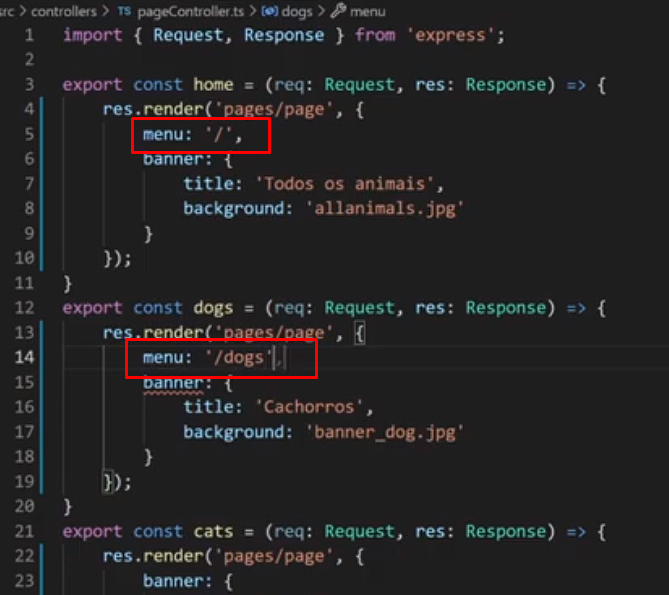 src > controllers > TS pageController.ts > dogs > menu
1 import { Request, Response } from 'express';
2
3 export const home = (req: Request, res: Response) => {
4     res.render('pages/page', {
5         menu: '/',
6         banner: {
7             title: 'Todos os animais',
8             background: 'allanimals.jpg'
9         }
10     });
11 }
12 export const dogs = (req: Request, res: Response) => {
13     res.render('pages/page', {
14         menu: '/dogs',
15         banner: {
16             title: 'Cachorros',
17             background: 'banner_dog.jpg'
18         }
19     });
20 }
21 export const cats = (req: Request, res: Response) => {
22     res.render('pages/page', {
23         banner: {